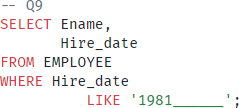 -- Q9
SELECT Ename,
       Hire_date
FROM EMPLOYEE
WHERE Hire_date
          LIKE '1981______';